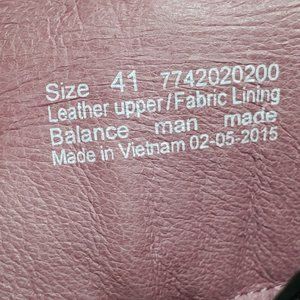 Size 41 7742020200
Leather upper/Fabric Lining
Balance man made
Made in Vietnam 02-05-2015